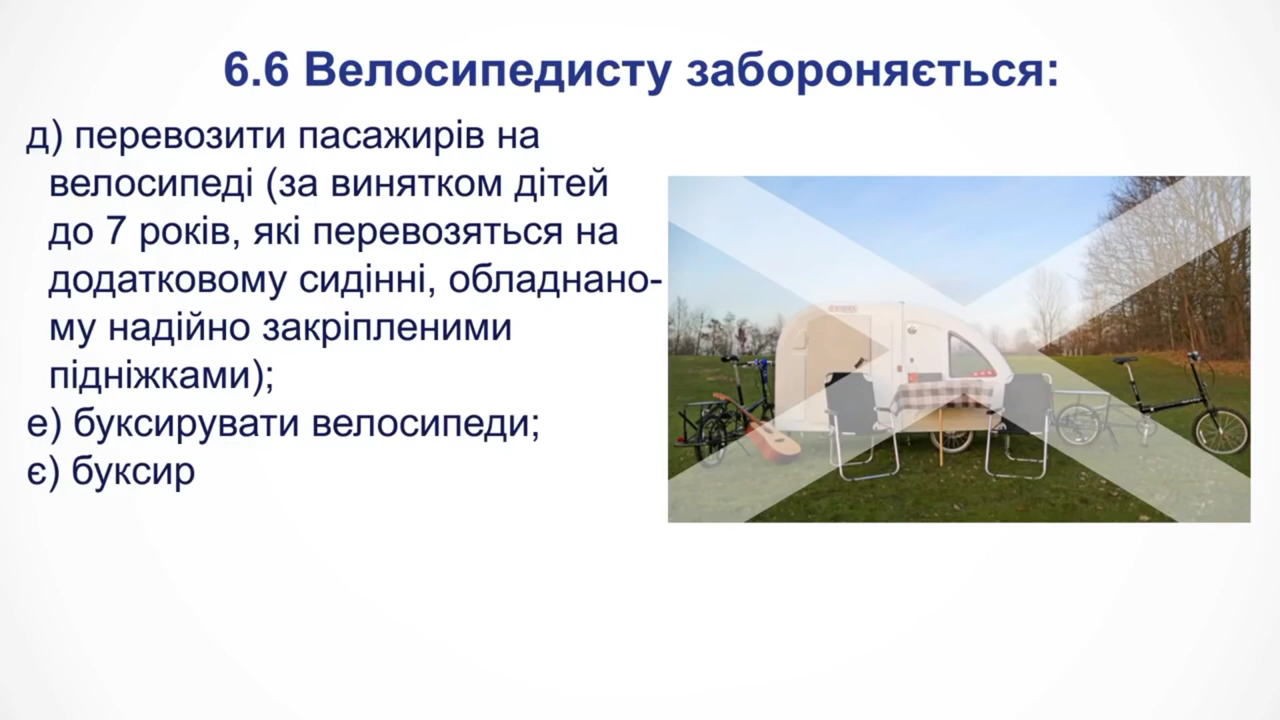 6.6 Велосипедисту забороняється:
д) перевозити пасажирів на
велосипеді (за винятком дітей
до 7 років, які перевозяться на
додатковому сидінні, обладнано-
му надійно закріпленими
підніжками);
е) буксирувати велосипеди;
є) буксир